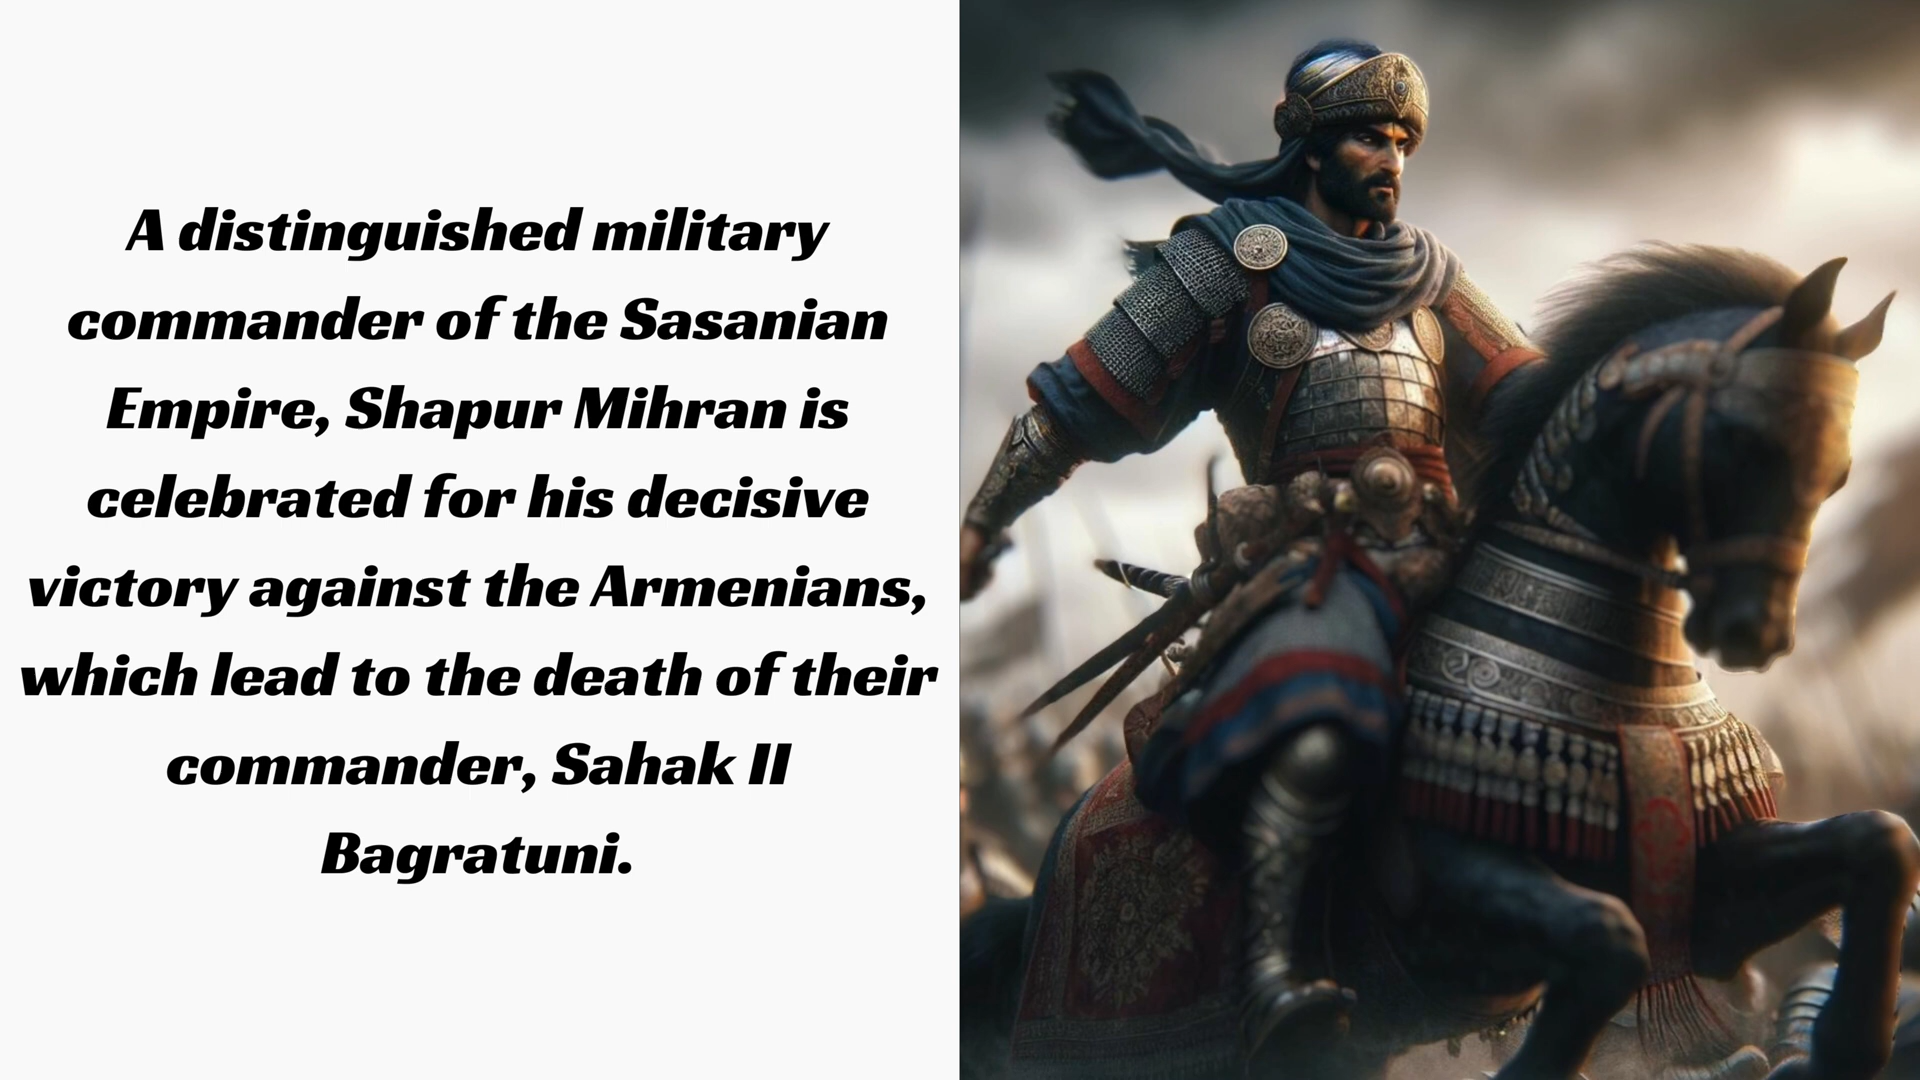 A distinguished military
commander of the Sasanian
Empire, Shapur Mihran is
celebrated for his decisive
victory against the Armenians,
which lead to the death of their
commander, Sahak II
Bagratuni.